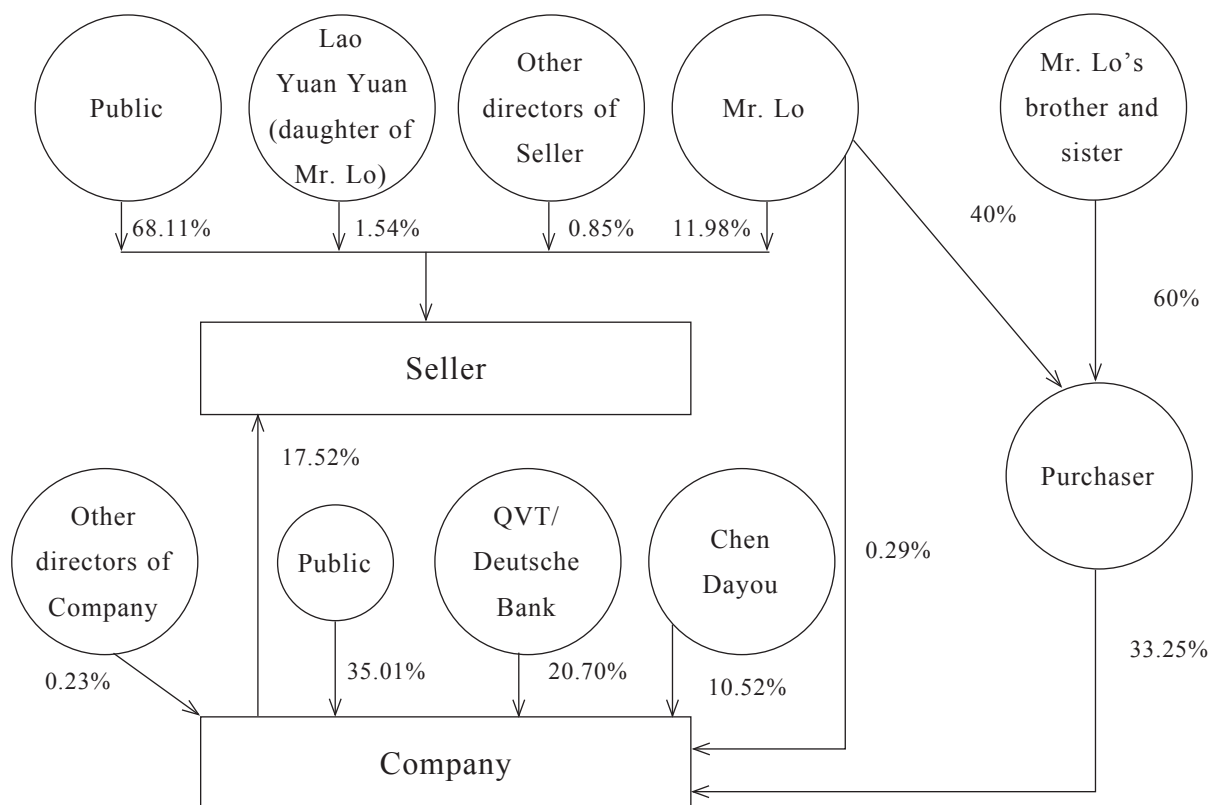 Public
Lao
Yuan Yuan
(daughter of
Mr. Lo)
Other
directors of
Seller
Mr. Lo
Mr. Lo’s
brother and
sister
68.11%
1.54%
0.85%
11.98%
40%
60%
Seller
17.52%
Purchaser
Other
directors of
Company
Public
QVT/
Deutsche
Bank
Chen
Dayou
0.29%
0.23%
35.01%
20.70%
10.52%
33.25%
Company